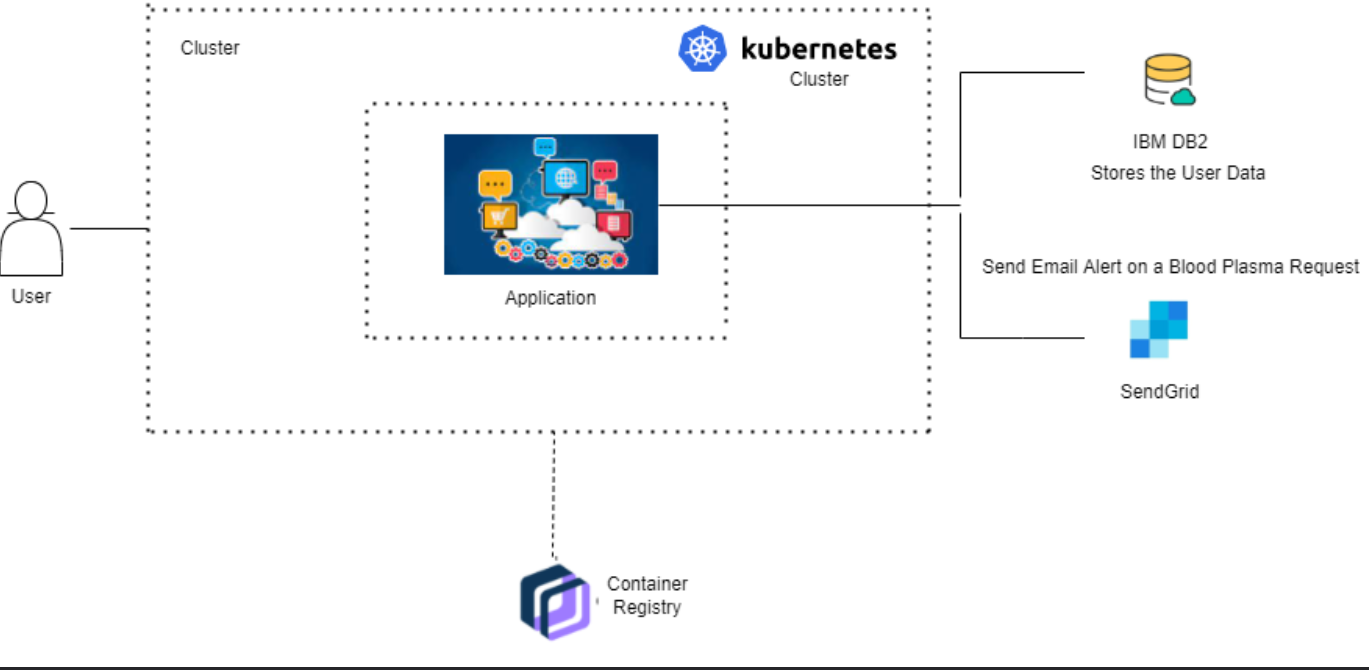 Cluster
kubernetes
Cluster
IBM DB2
Stores the User Data
User
Application
Send Email Alert on a Blood Plasma Request
SendGrid
Container
Registry